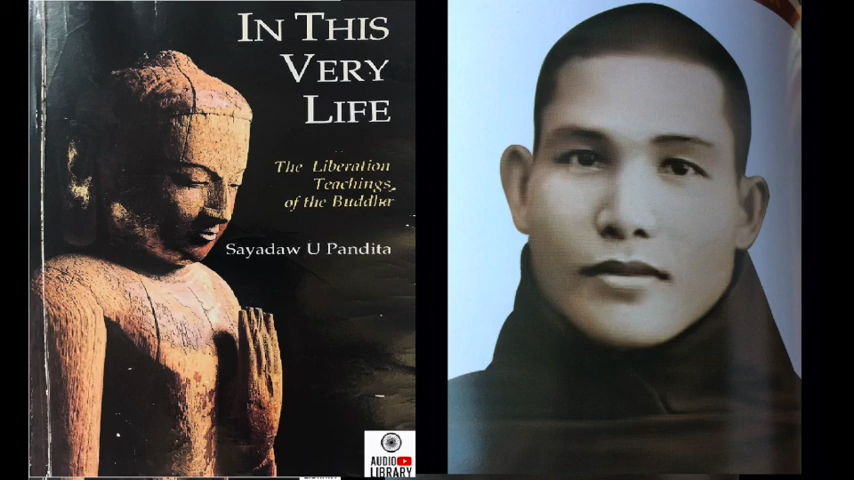 IN THIS
VERY
LIFE
The Liberation
Teachings
of the Buddha
Sayadaw U Pandita
AUDIO
LIBRARY